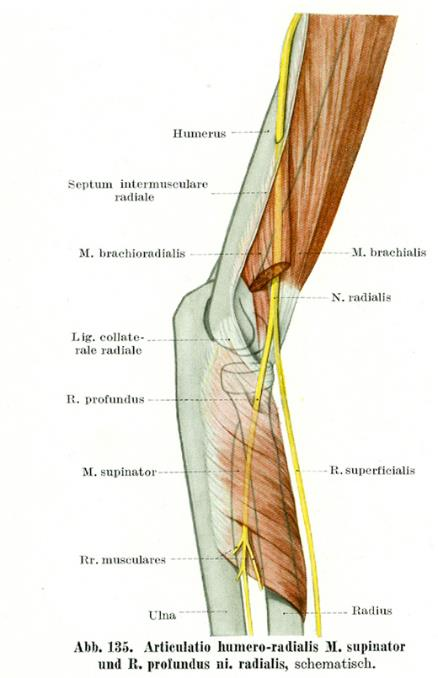 Humerus
Septum intermusculare
radiale
M. brachioradialis
M. brachialis
N. radialis
Lig. collate-
rale radiale
R. profundus
M. supinator
R. superficialis
Rr. musculares
Ulna
Radius
Abb. 135. Articulatio humero-radialis M. supinator
und R. profundus ni. radialis, schematisch.